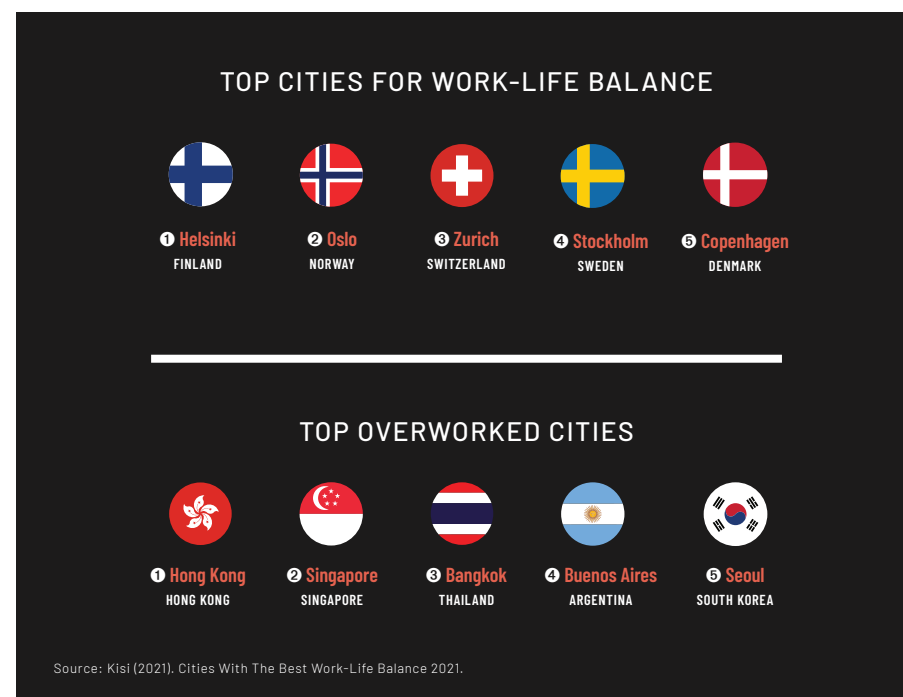 TOP CITIES FOR WORK-LIFE BALANCE
❶ Helsinki
FINLAND
❷ Oslo
NORWAY
❸ Zurich
SWITZERLAND
❹ Stockholm
SWEDEN
❺ Copenhagen
DENMARK
TOP OVERWORKED CITIES
❶ Hong Kong
HONG KONG
❷ Singapore
SINGAPORE
❸ Bangkok
THAILAND
❹ Buenos Aires
ARGENTINA
❺ Seoul
SOUTH KOREA
Source: Kisi (2021). Cities With The Best Work-Life Balance 2021.